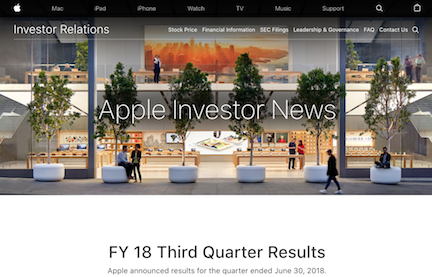 Mac iPad iPhone Watch TV Music Support
Investor Relations Stock Price Financial Information SEC Filings Leadership & Governance FAQ Contact Us
Apple Investor News
FY 18 Third Quarter Results
Apple announced results for the quarter ended June 30, 2018.